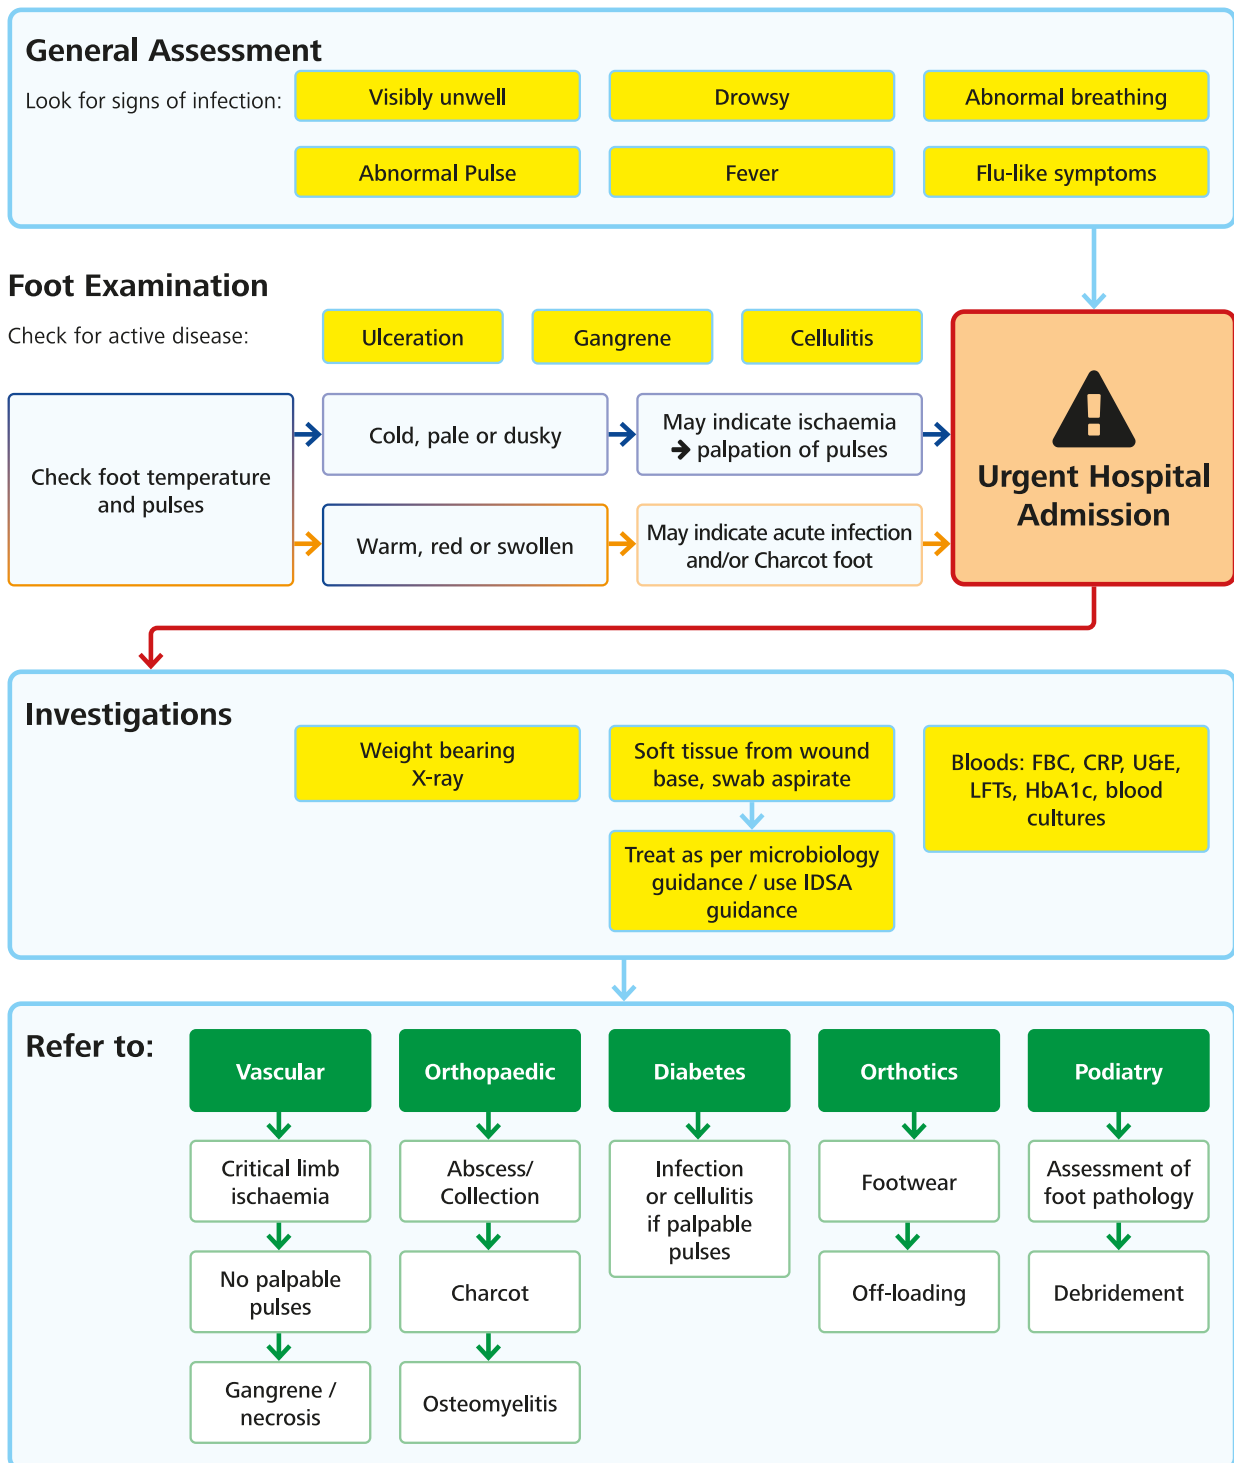 General Assessment
Look for signs of infection:
Visibly unwell
Drowsy
Abnormal breathing
Abnormal Pulse
Fever
Flu-like symptoms
Foot Examination
Check for active disease:
Ulceration
Gangrene
Cellulitis
Check foot temperature
and pulses
Cold, pale or dusky
May indicate ischaemia
➔ palpation of pulses
Warm, red or swollen
May indicate acute infection
and/or Charcot foot
Urgent Hospital
Admission
Investigations
Weight bearing
X-ray
Soft tissue from wound
base, swab aspirate
Treat as per microbiology
guidance / use IDSA
guidance
Bloods: FBC, CRP, U&E,
LFTs, HbA1c, blood
cultures
Refer to:
Vascular
Critical limb
ischaemia
No palpable
pulses
Gangrene /
necrosis
Orthopaedic
Abscess/
Collection
Charcot
Osteomyelitis
Diabetes
Infection
or cellulitis
if palpable
pulses
Orthotics
Footwear
Off-loading
Podiatry
Assessment of
foot pathology
Debridement